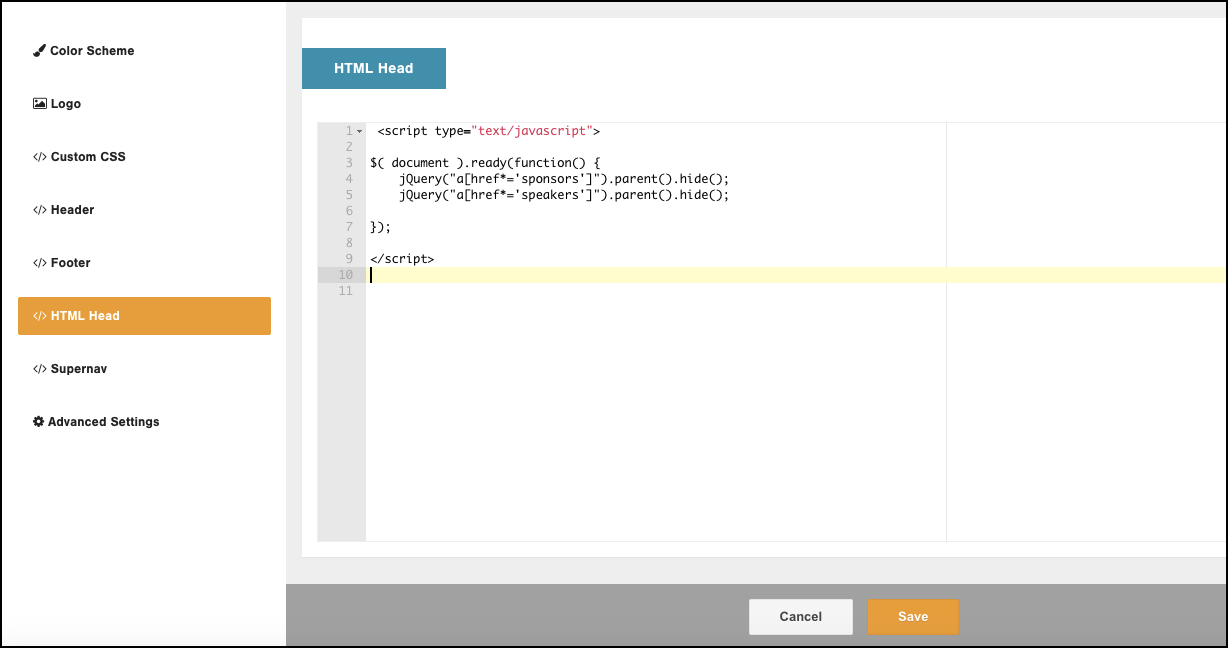 Color Scheme
Logo
</> Custom CSS
</> Header
</> Footer
</> HTML Head
</> Supernav
Advanced Settings
HTML Head
1 <script type="text/javascript">
2
3 $( document ).ready(function() {
4 jQuery("a[href*='sponsors']").parent().hide();
5 jQuery("a[href*='speakers']").parent().hide();
6
7 });
8
9 </script>
10
11
Cancel
Save